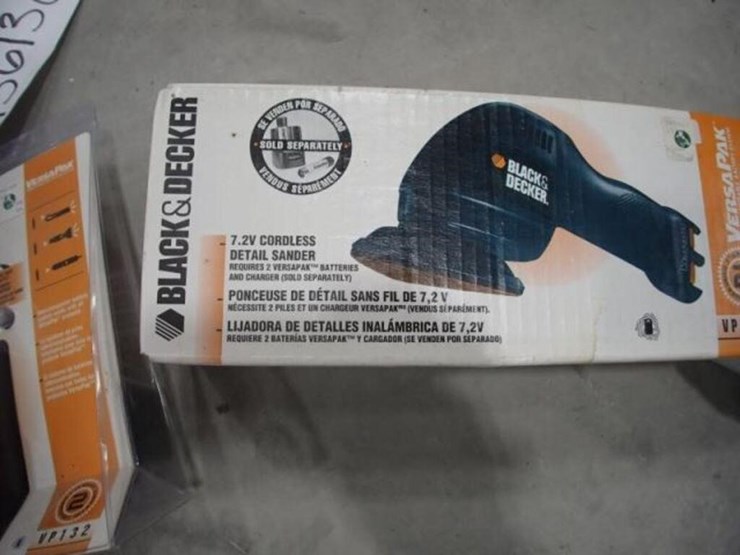 5613
BLACK&DECKER
SE VENDEN POR SEPARADO
SOLD SEPARATELY
VENDUS SÉPARÉMENT
BLACK&
DECKER.
7.2V CORDLESS
DETAIL SANDER
REQUIRES 2 VERSAPAK™ BATTERIES
AND CHARGER (SOLD SEPARATELY)
PONCEUSE DE DÉTAIL SANS FIL DE 7,2 V
NÉCESSITE 2 PILES ET UN CHARGEUR VERSAPAK™ (VENDUS SÉPARÉMENT).
LIJADORA DE DETALLES INALÁMBRICA DE 7,2V
REQUIERE 2 BATERÍAS VERSAPAK™ Y CARGADOR (SE VENDEN POR SEPARADO)
VERSAPAK
VP
VERSAPAK
2
VP132